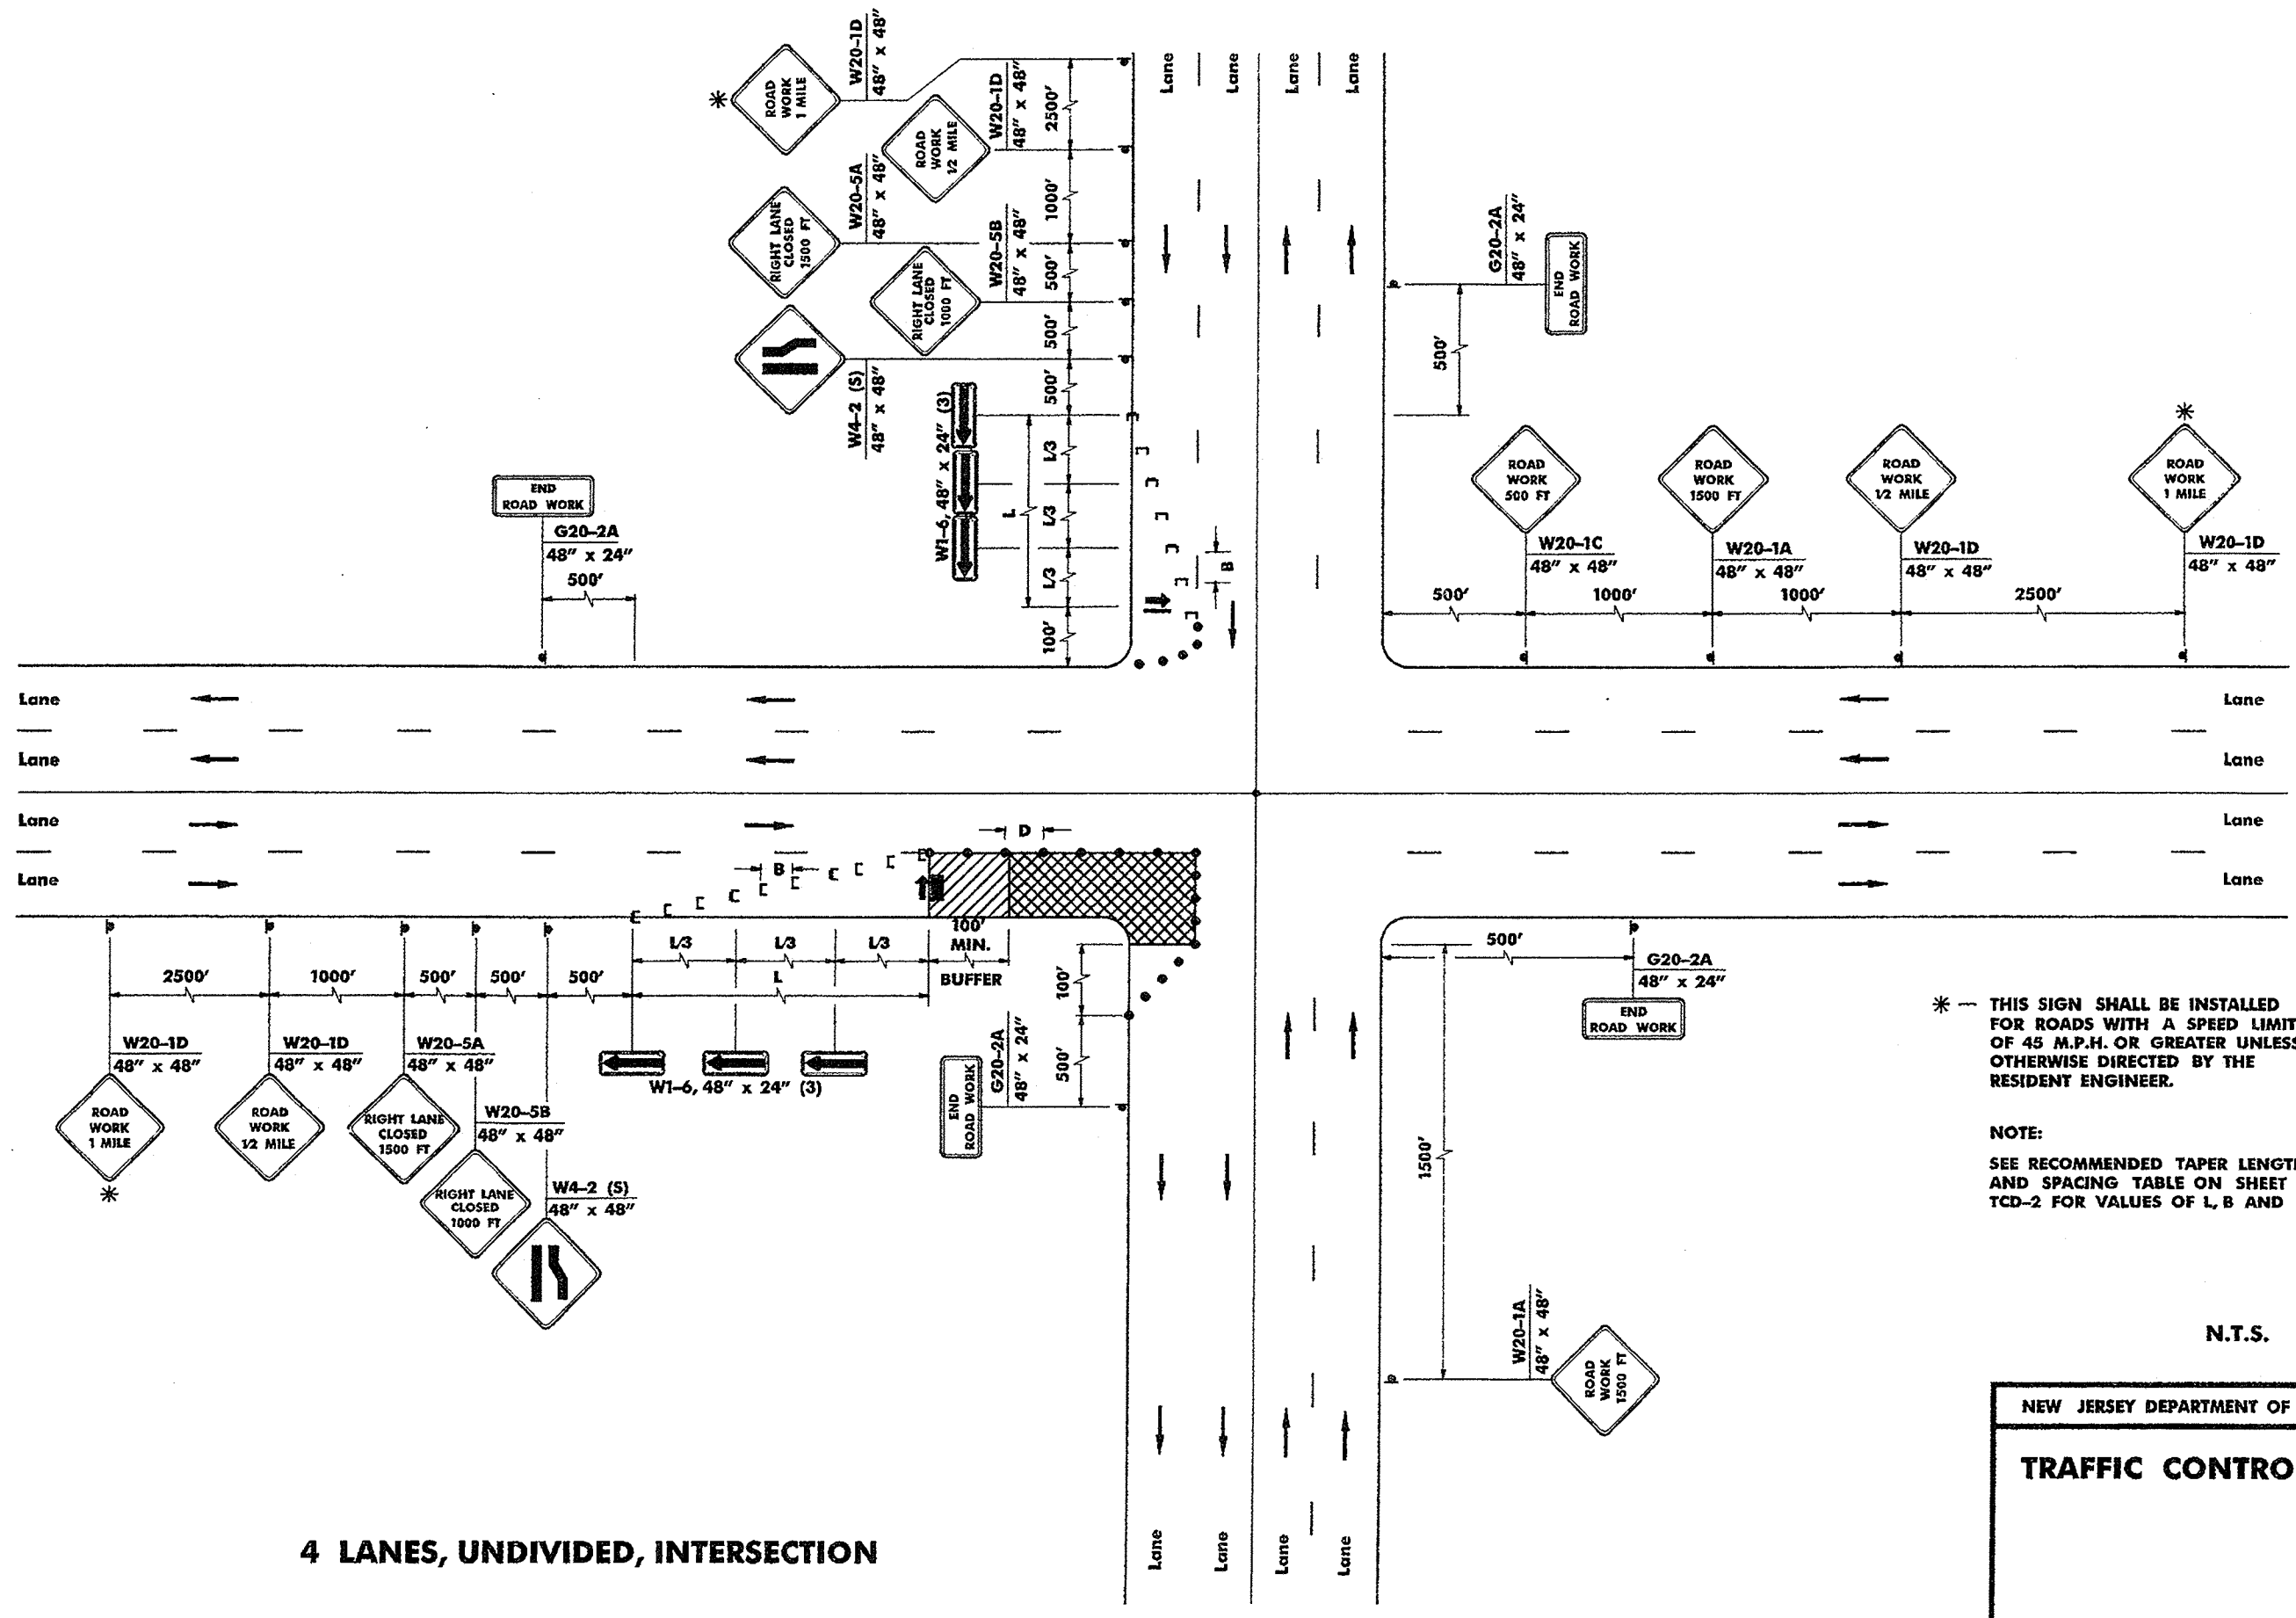 ROAD
WORK
1 MILE
W20-1D
48" x 48"
ROAD
WORK
1/2 MILE
W20-1D
48" x 48"
2500'
RIGHT LANE
CLOSED
1500 FT
W20-5A
48" x 48"
1000'
RIGHT LANE
CLOSED
1000 FT
W20-5B
48" x 48"
500'
500'
W4-2 (S)
48" x 48"
500'
W1-6, 48" x 24" (3)
L
L/3
L/3
L/3
B
100'
Lane
Lane
Lane
Lane
G20-2A
48" x 24"
END
ROAD WORK
500'
END
ROAD WORK
G20-2A
48" x 24"
500'
ROAD
WORK
500 FT
W20-1C
48" x 48"
ROAD
WORK
1500 FT
W20-1A
48" x 48"
ROAD
WORK
1/2 MILE
W20-1D
48" x 48"
ROAD
WORK
1 MILE
W20-1D
48" x 48"
500'
1000'
1000'
2500'
Lane
Lane
Lane
Lane
Lane
Lane
Lane
Lane
D
B
L/3
L/3
L/3
100'
MIN.
BUFFER
2500'
1000'
500'
500'
500'
L
W20-1D
48" x 48"
W20-1D
48" x 48"
W20-5A
48" x 48"
W1-6, 48" x 24" (3)
ROAD
WORK
1 MILE
ROAD
WORK
1/2 MILE
RIGHT LANE
CLOSED
1500 FT
W20-5B
48" x 48"
RIGHT LANE
CLOSED
1000 FT
W4-2 (S)
48" x 48"
100'
500'
G20-2A
48" x 24"
END
ROAD WORK
500'
G20-2A
48" x 24"
END
ROAD WORK
1500'
W20-1A
48" x 48"
ROAD
WORK
1500 FT
Lane
Lane
Lane
Lane
✳ — THIS SIGN SHALL BE INSTALLED
FOR ROADS WITH A SPEED LIMIT
OF 45 M.P.H. OR GREATER UNLESS
OTHERWISE DIRECTED BY THE
RESIDENT ENGINEER.
NOTE:
SEE RECOMMENDED TAPER LENGT
AND SPACING TABLE ON SHEET
TCD-2 FOR VALUES OF L, B AND
N.T.S.
NEW JERSEY DEPARTMENT OF
TRAFFIC CONTRO
4 LANES, UNDIVIDED, INTERSECTION